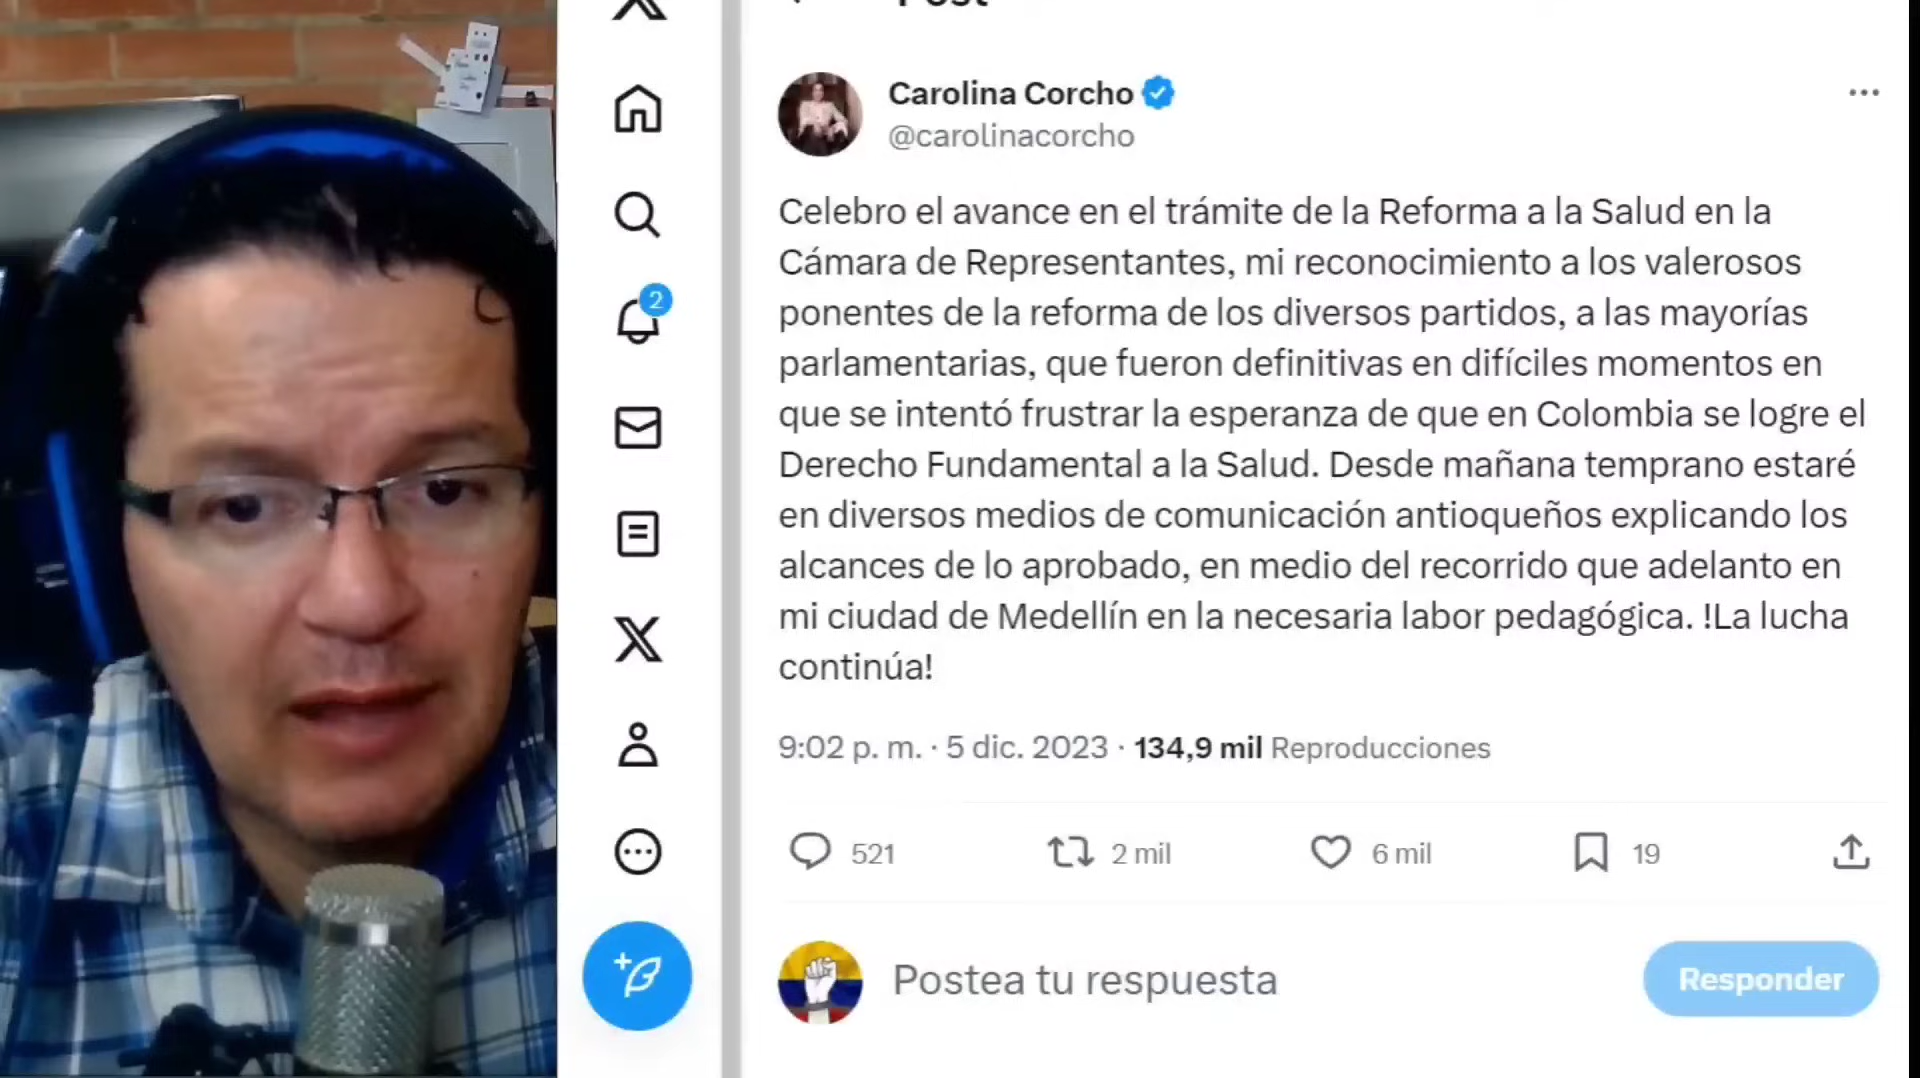 Post
Carolina Corcho
@carolinacorcho
Celebro el avance en el trámite de la Reforma a la Salud en la
Cámara de Representantes, mi reconocimiento a los valerosos
ponentes de la reforma de los diversos partidos, a las mayorías
parlamentarias, que fueron definitivas en difíciles momentos en
que se intentó frustrar la esperanza de que en Colombia se logre el
Derecho Fundamental a la Salud. Desde mañana temprano estaré
en diversos medios de comunicación antioqueños explicando los
alcances de lo aprobado, en medio del recorrido que adelanto en
mi ciudad de Medellín en la necesaria labor pedagógica. !La lucha
continúa!
9:02 p. m. · 5 dic. 2023 · 134,9 mil Reproducciones
521 2 mil 6 mil 19
Postea tu respuesta
Responder
2